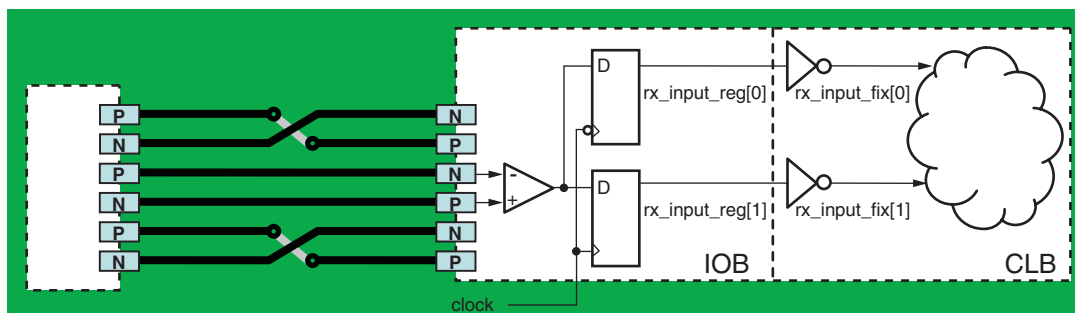 P
N
P
N
P
N
N
P
N
P
N
P
-
+
D
rx_input_reg[0]
rx_input_fix[0]
D
rx_input_reg[1]
rx_input_fix[1]
IOB
CLB
clock